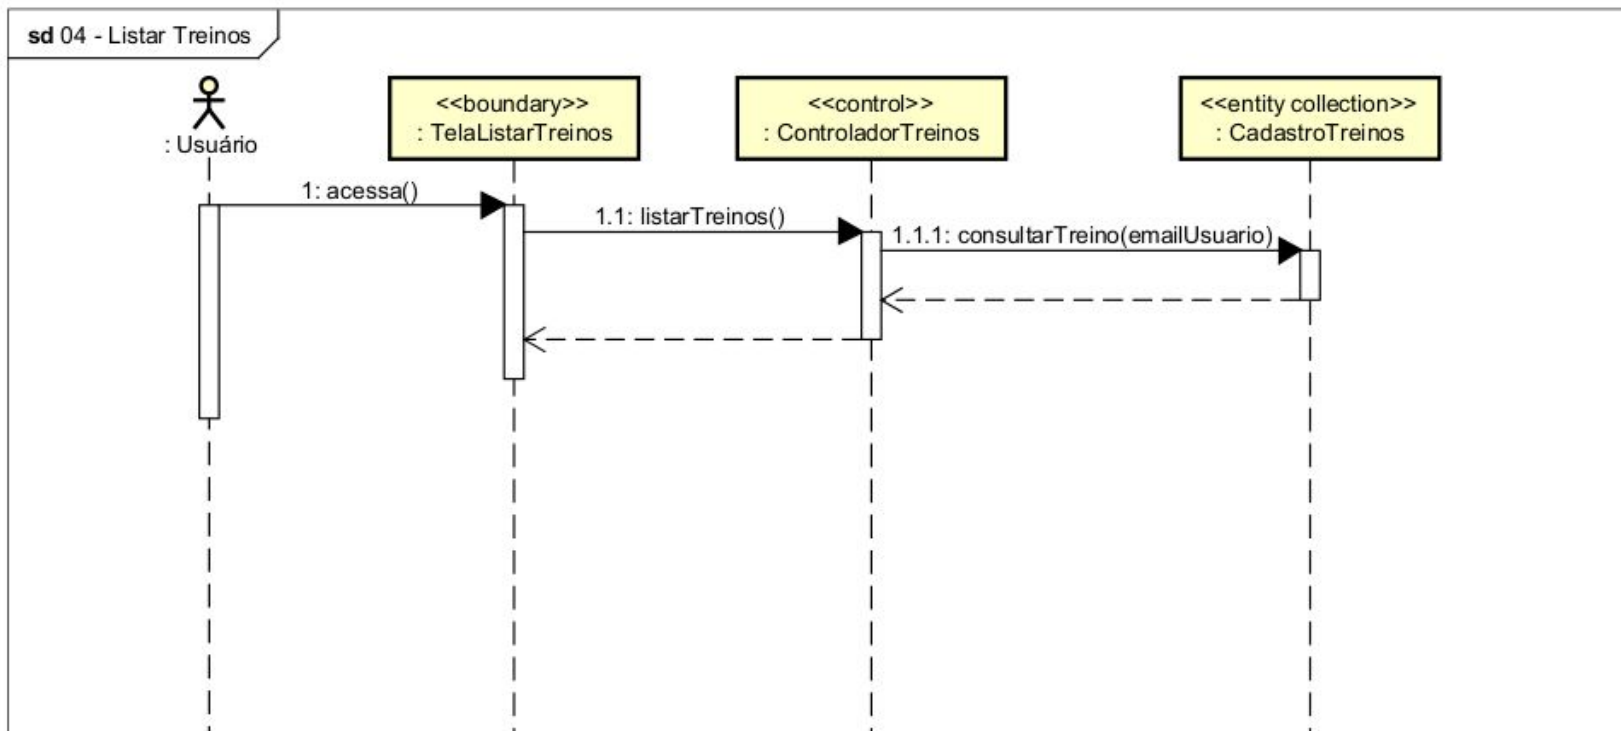 sd 04 - Listar Treinos
: Usuário
<<boundary>>
: TelaListarTreinos
<<control>>
: ControladorTreinos
<<entity collection>>
: CadastroTreinos
1: acessa()
1.1: listarTreinos()
1.1.1: consultarTreino(emailUsuario)